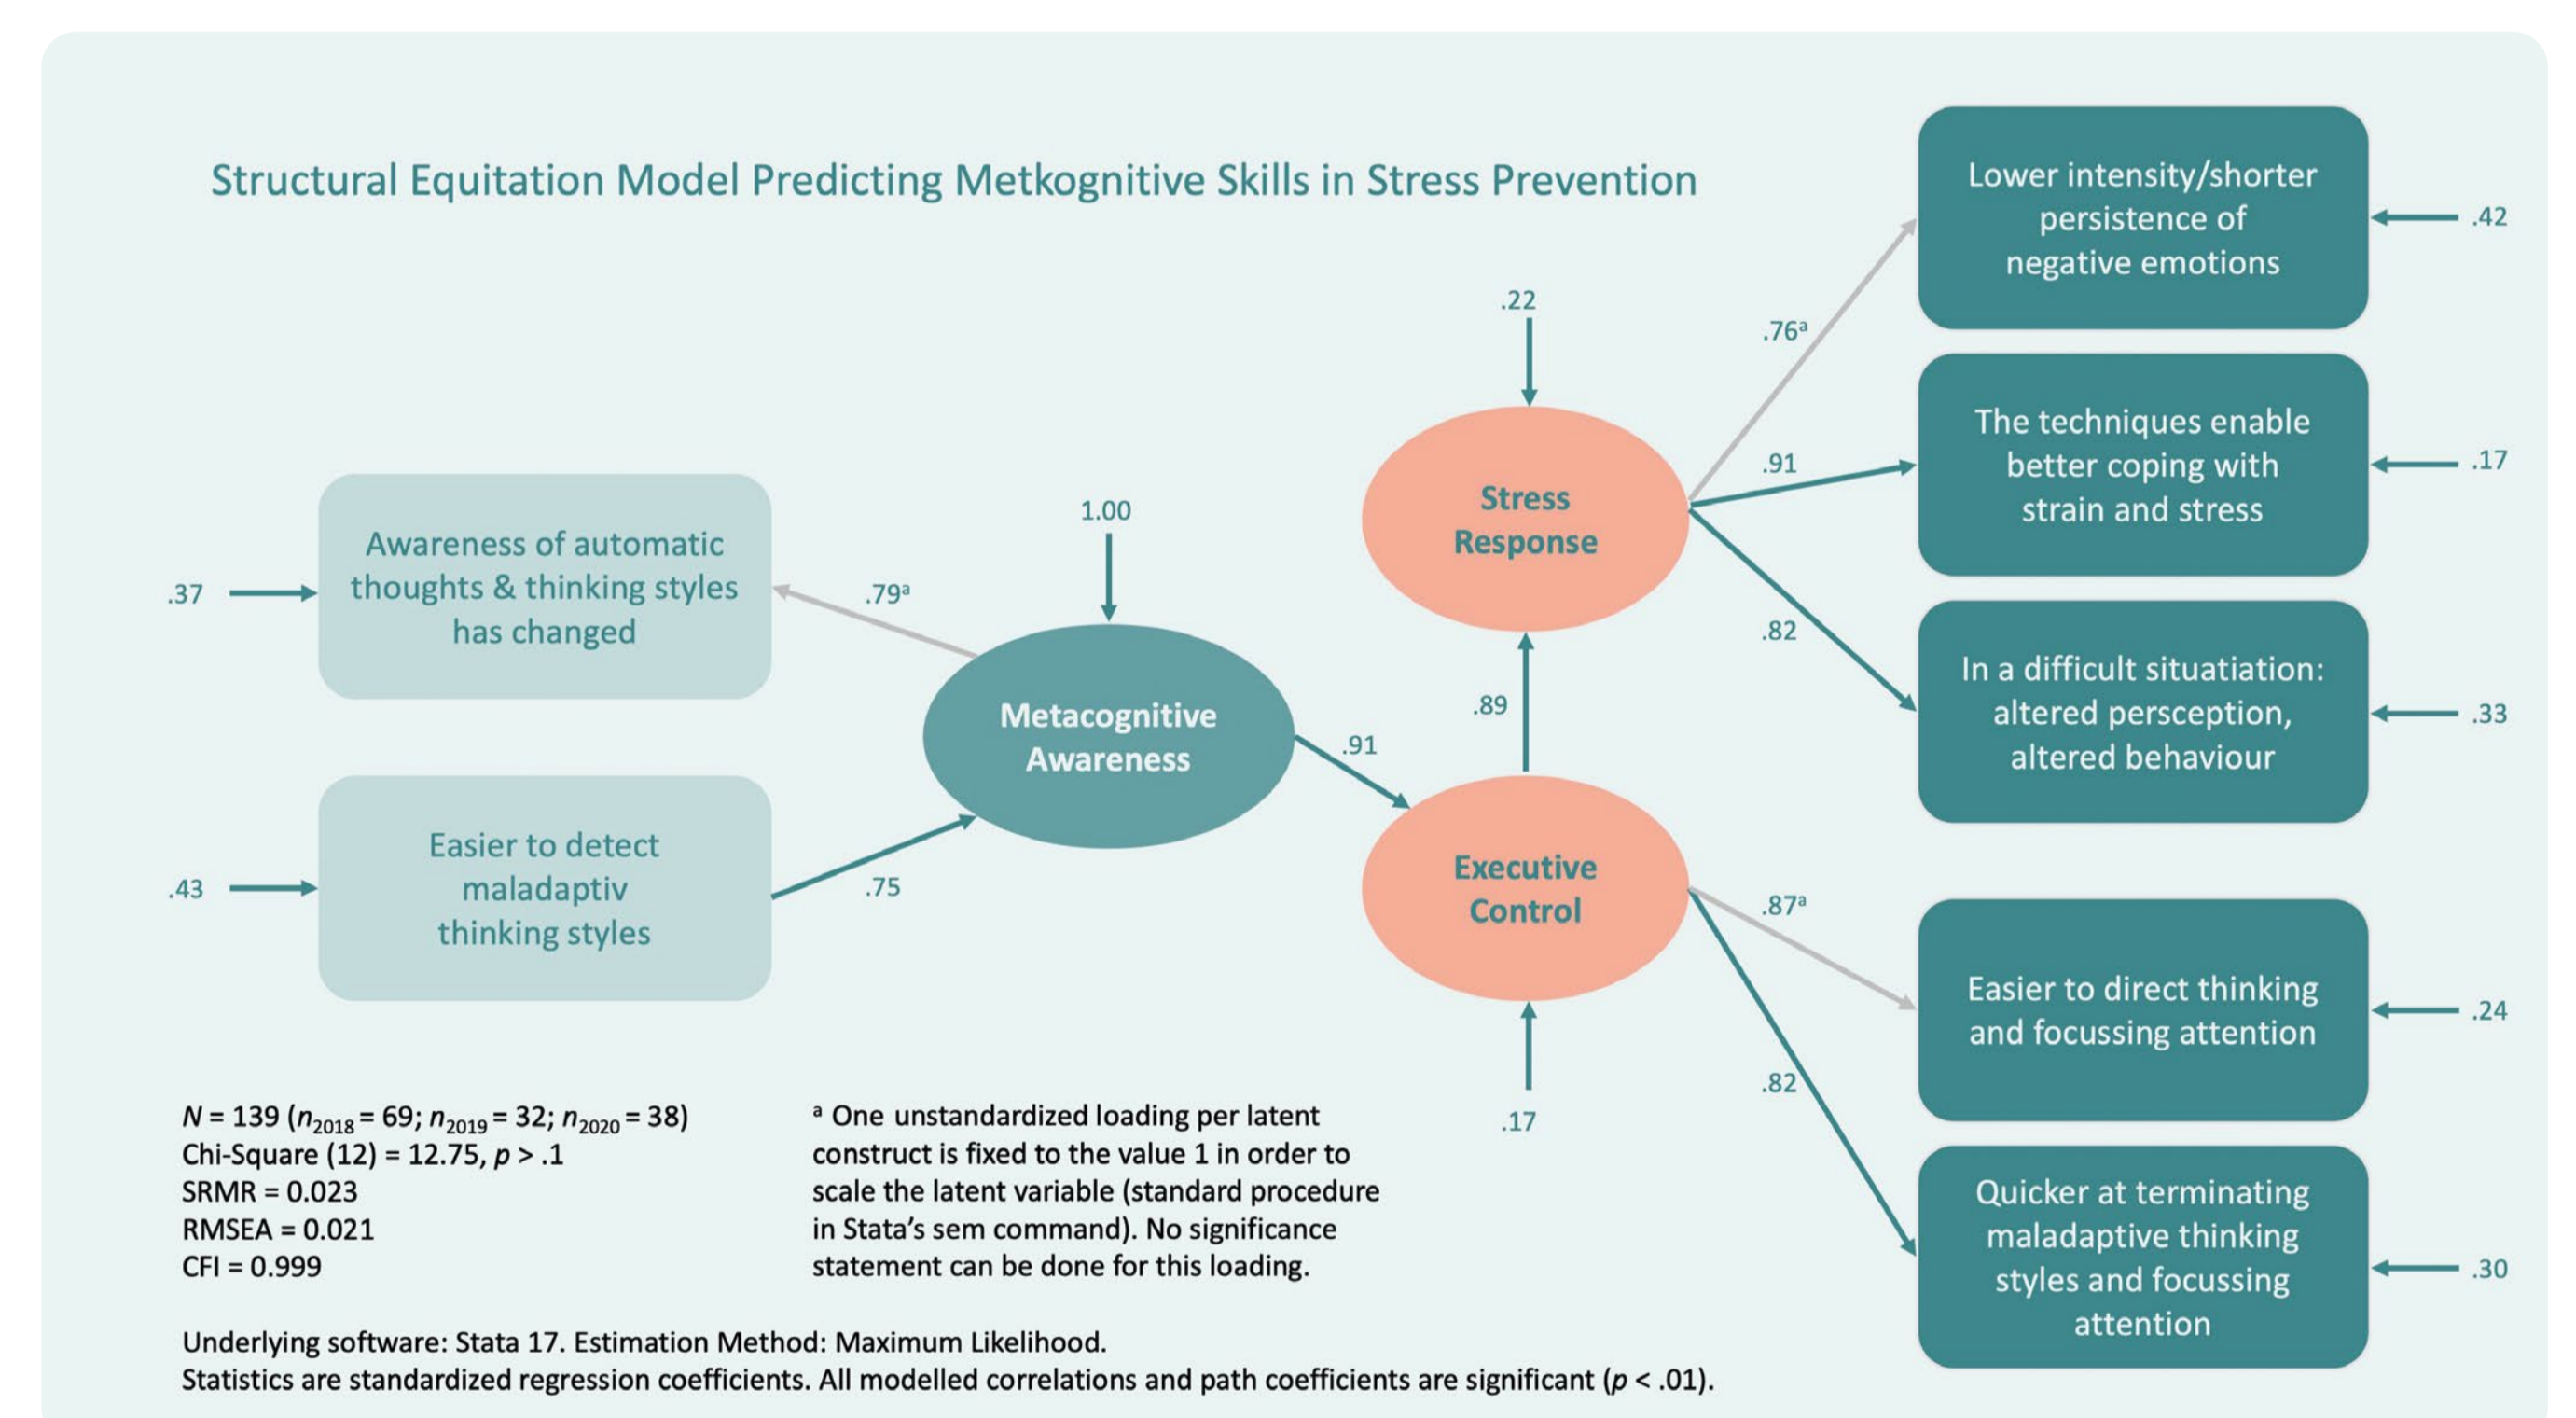 Structural Equitation Model Predicting Metkognitive Skills in Stress Prevention
.37
Awareness of automatic
thoughts & thinking styles
has changed
.79ᵃ
.43
Easier to detect
maladaptiv
thinking styles
.75
1.00
Metacognitive
Awareness
.91
.22
Stress
Response
.89
Executive
Control
.17
.76ᵃ
.91
.82
.87ᵃ
.82
Lower intensity/shorter
persistence of
negative emotions
.42
The techniques enable
better coping with
strain and stress
.17
In a difficult situatiation:
altered persception,
altered behaviour
.33
Easier to direct thinking
and focussing attention
.24
Quicker at terminating
maladaptive thinking
styles and focussing
attention
.30
N = 139 (n2018 = 69; n2019 = 32; n2020 = 38)
Chi-Square (12) = 12.75, p > .1
SRMR = 0.023
RMSEA = 0.021
CFI = 0.999
ᵃ One unstandardized loading per latent
construct is fixed to the value 1 in order to
scale the latent variable (standard procedure
in Stata’s sem command). No significance
statement can be done for this loading.
Underlying software: Stata 17. Estimation Method: Maximum Likelihood.
Statistics are standardized regression coefficients. All modelled correlations and path coefficients are significant (p < .01).